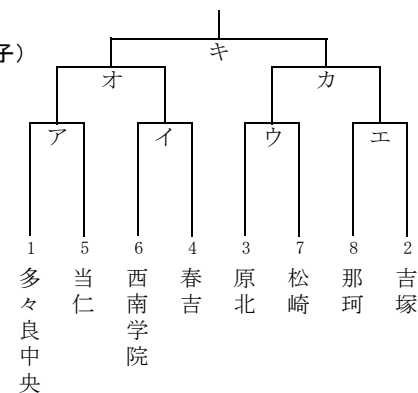 子）
キ
オ カ
ア イ ウ エ
1 5 6 4 3 7 8 2
多々良中央
当仁
西南学院
春吉
原北
松崎
那珂
吉塚